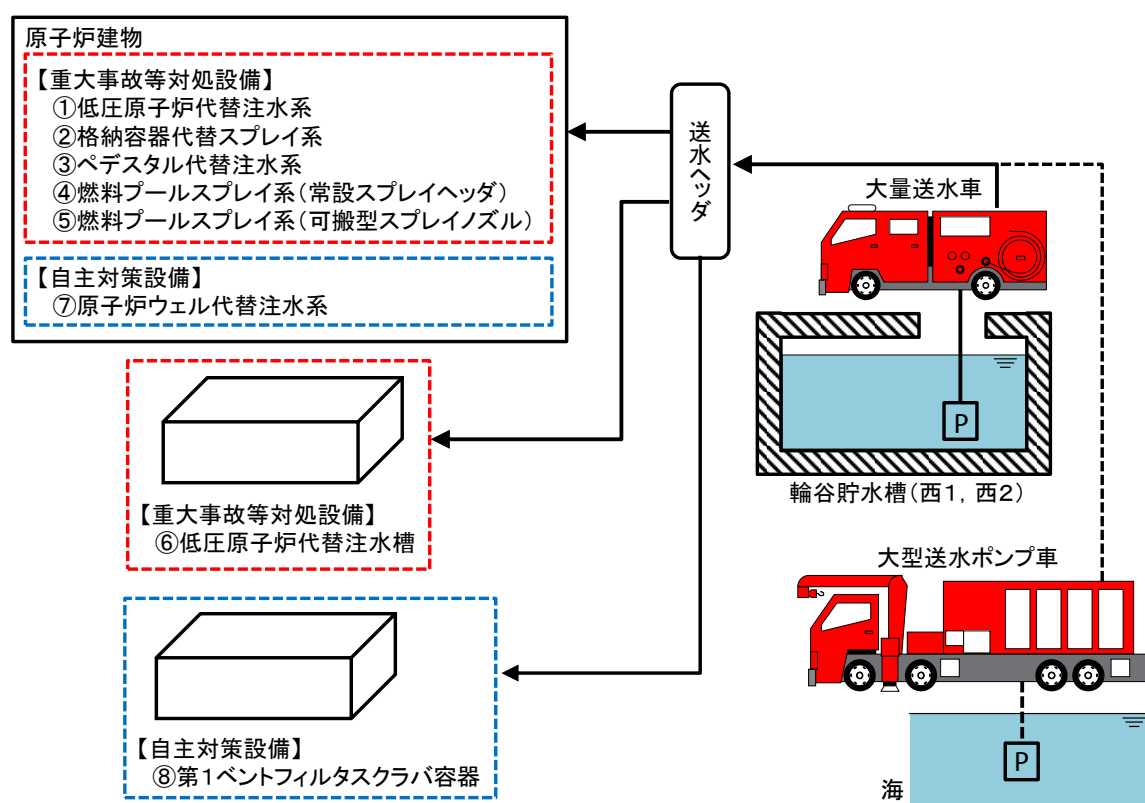 原子炉建物
【重大事故等対処設備】
①低圧原子炉代替注水系
②格納容器代替スプレイ系
③ペデスタル代替注水系
④燃料プールスプレイ系（常設スプレイヘッダ）
⑤燃料プールスプレイ系（可搬型スプレイノズル）
【自主対策設備】
⑦原子炉ウェル代替注水系
送水ヘッダ
大量送水車
P
輪谷貯水槽（西１，西２）
【重大事故等対処設備】
⑥低圧原子炉代替注水槽
大型送水ポンプ車
P
海
【自主対策設備】
⑧第１ベントフィルタスクラバ容器